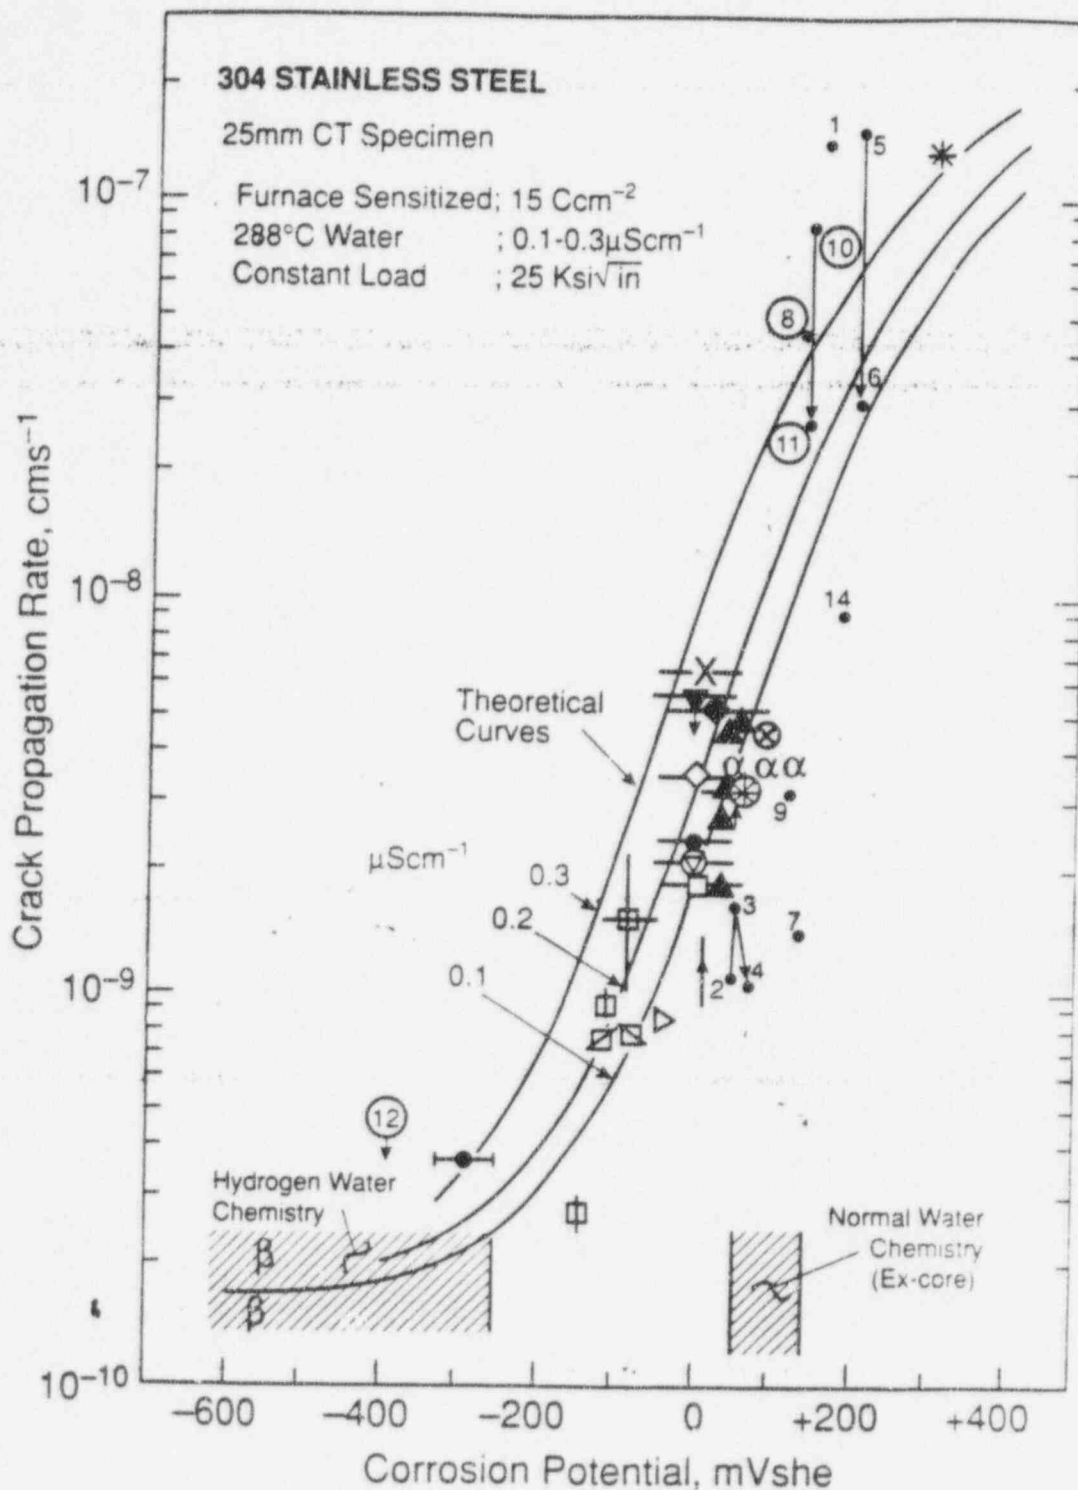 304 STAINLESS STEEL
25mm CT Specimen
Furnace Sensitized; 15 Ccm⁻²
288°C Water ; 0.1-0.3μScm⁻¹
Constant Load ; 25 Ksi√in
Crack Propagation Rate, cms⁻¹
10⁻⁷
10⁻⁸
10⁻⁹
10⁻¹⁰
1
5
10
8
16
11
14
Theoretical
Curves
α α α
9
μScm⁻¹
0.3
0.2
0.1
3
7
2
4
12
Hydrogen Water
Chemistry
β
β
Normal Water
Chemistry
(Ex-core)
−600
−400
−200
0
+200
+400
Corrosion Potential, mVshe